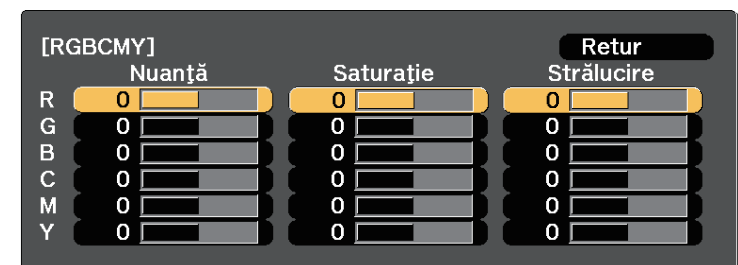 [RGBCMY] Retur
Nuanţă Saturaţie Strălucire
R 0 0 0
G 0 0 0
B 0 0 0
C 0 0 0
M 0 0 0
Y 0 0 0